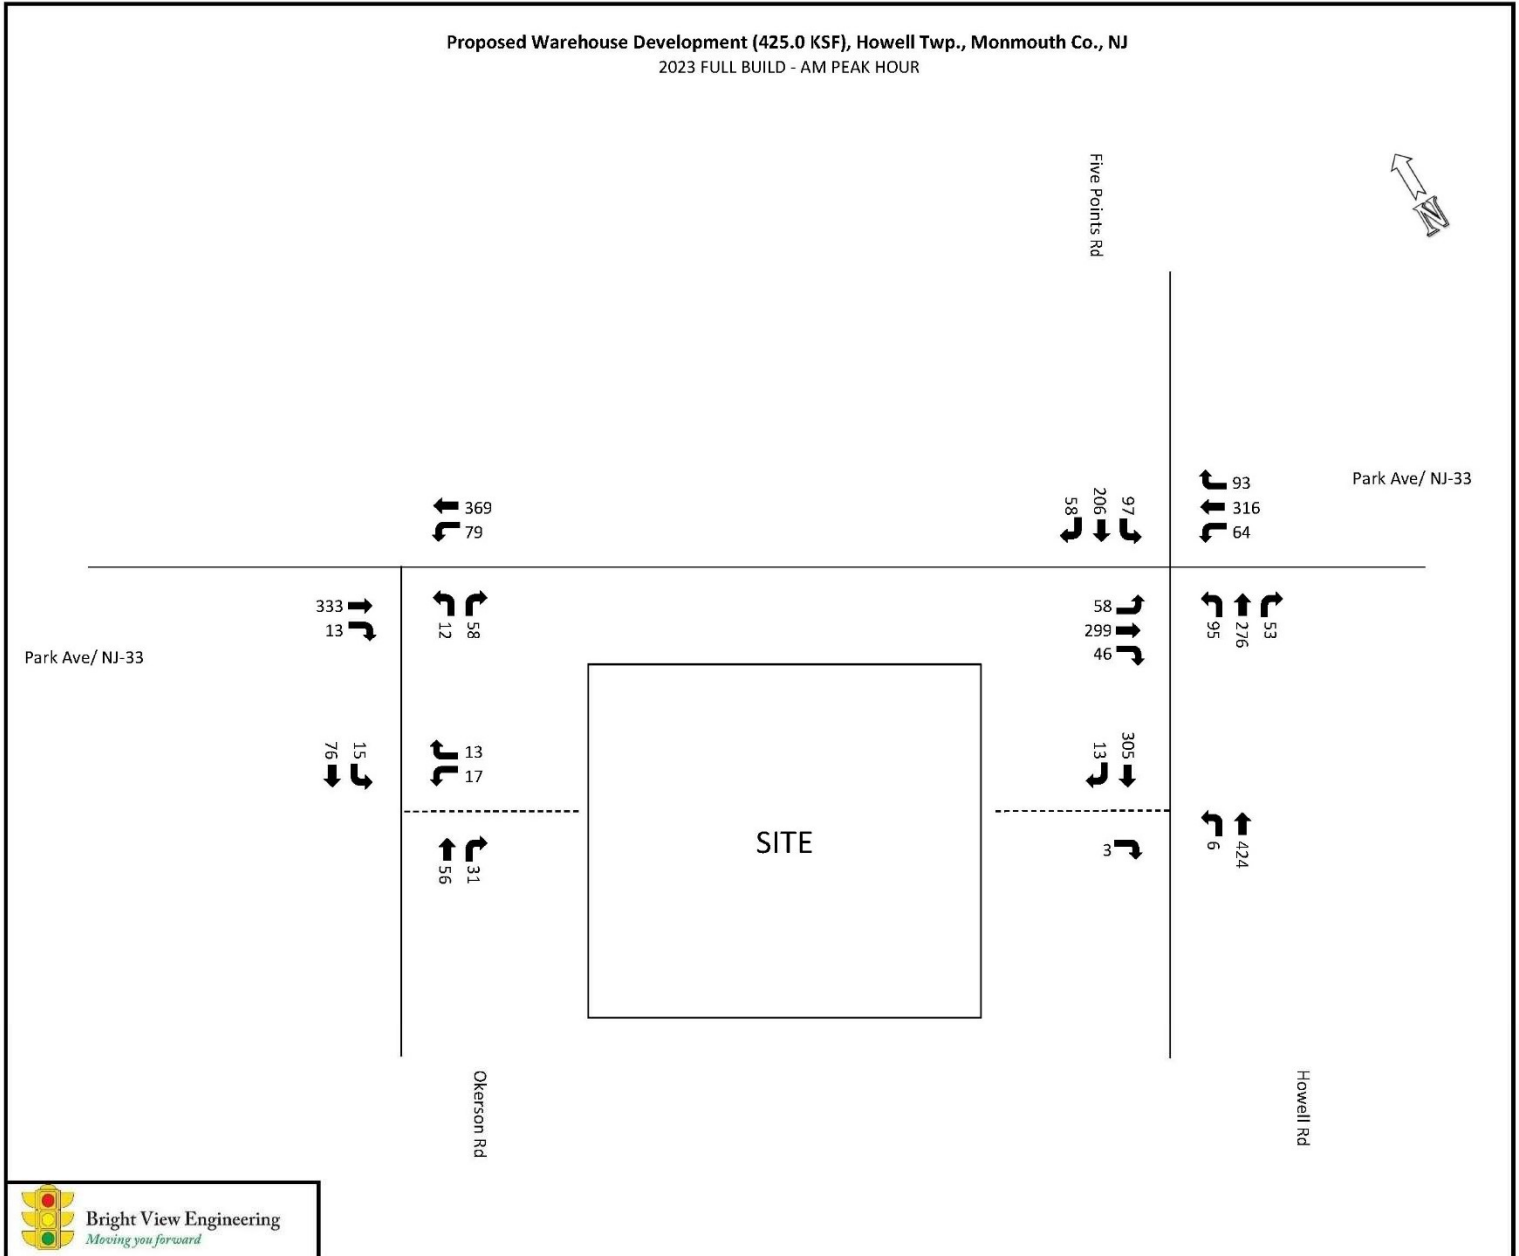 Proposed Warehouse Development (425.0 KSF), Howell Twp., Monmouth Co., NJ
2023 FULL BUILD - AM PEAK HOUR
Five Points Rd
N
Park Ave/ NJ-33
93
316
64
58
206
97
369
79
333
13
12
58
58
299
46
95
276
53
Park Ave/ NJ-33
76
15
13
17
13
305
SITE
56
31
3
6
424
Okerson Rd
Howell Rd
Bright View Engineering
Moving you forward